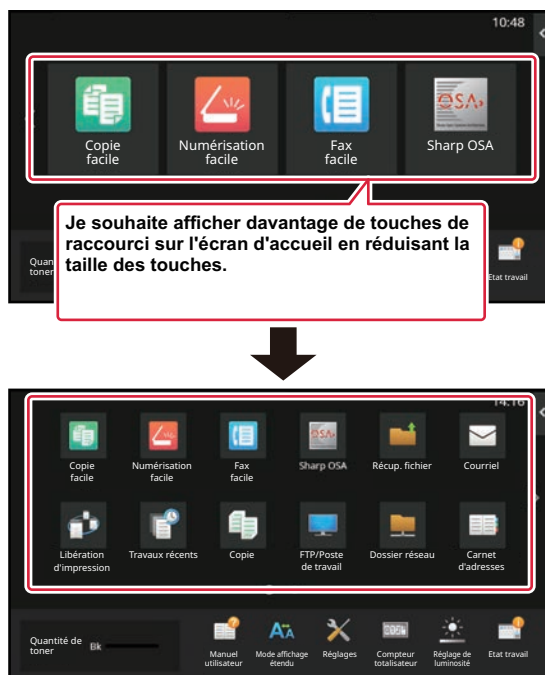 10:48
OSA
Copie
facile
Numérisation
facile
Fax
facile
Sharp OSA
Je souhaite afficher davantage de touches de
raccourci sur l'écran d'accueil en réduisant la
taille des touches.
Quan
toner
Etat travail
14:16
Copie
facile
Numérisation
facile
Fax
facile
Sharp OSA
Récup. fichier
Courriel
Libération
d'impression
Travaux récents
Copie
FTP/Poste
de travail
Dossier réseau
Carnet
d'adresses
Quantité de
toner
Bk
Manuel
utilisateur
Mode affichage
étendu
Réglages
Compteur
totalisateur
Réglage de
luminosité
Etat travail